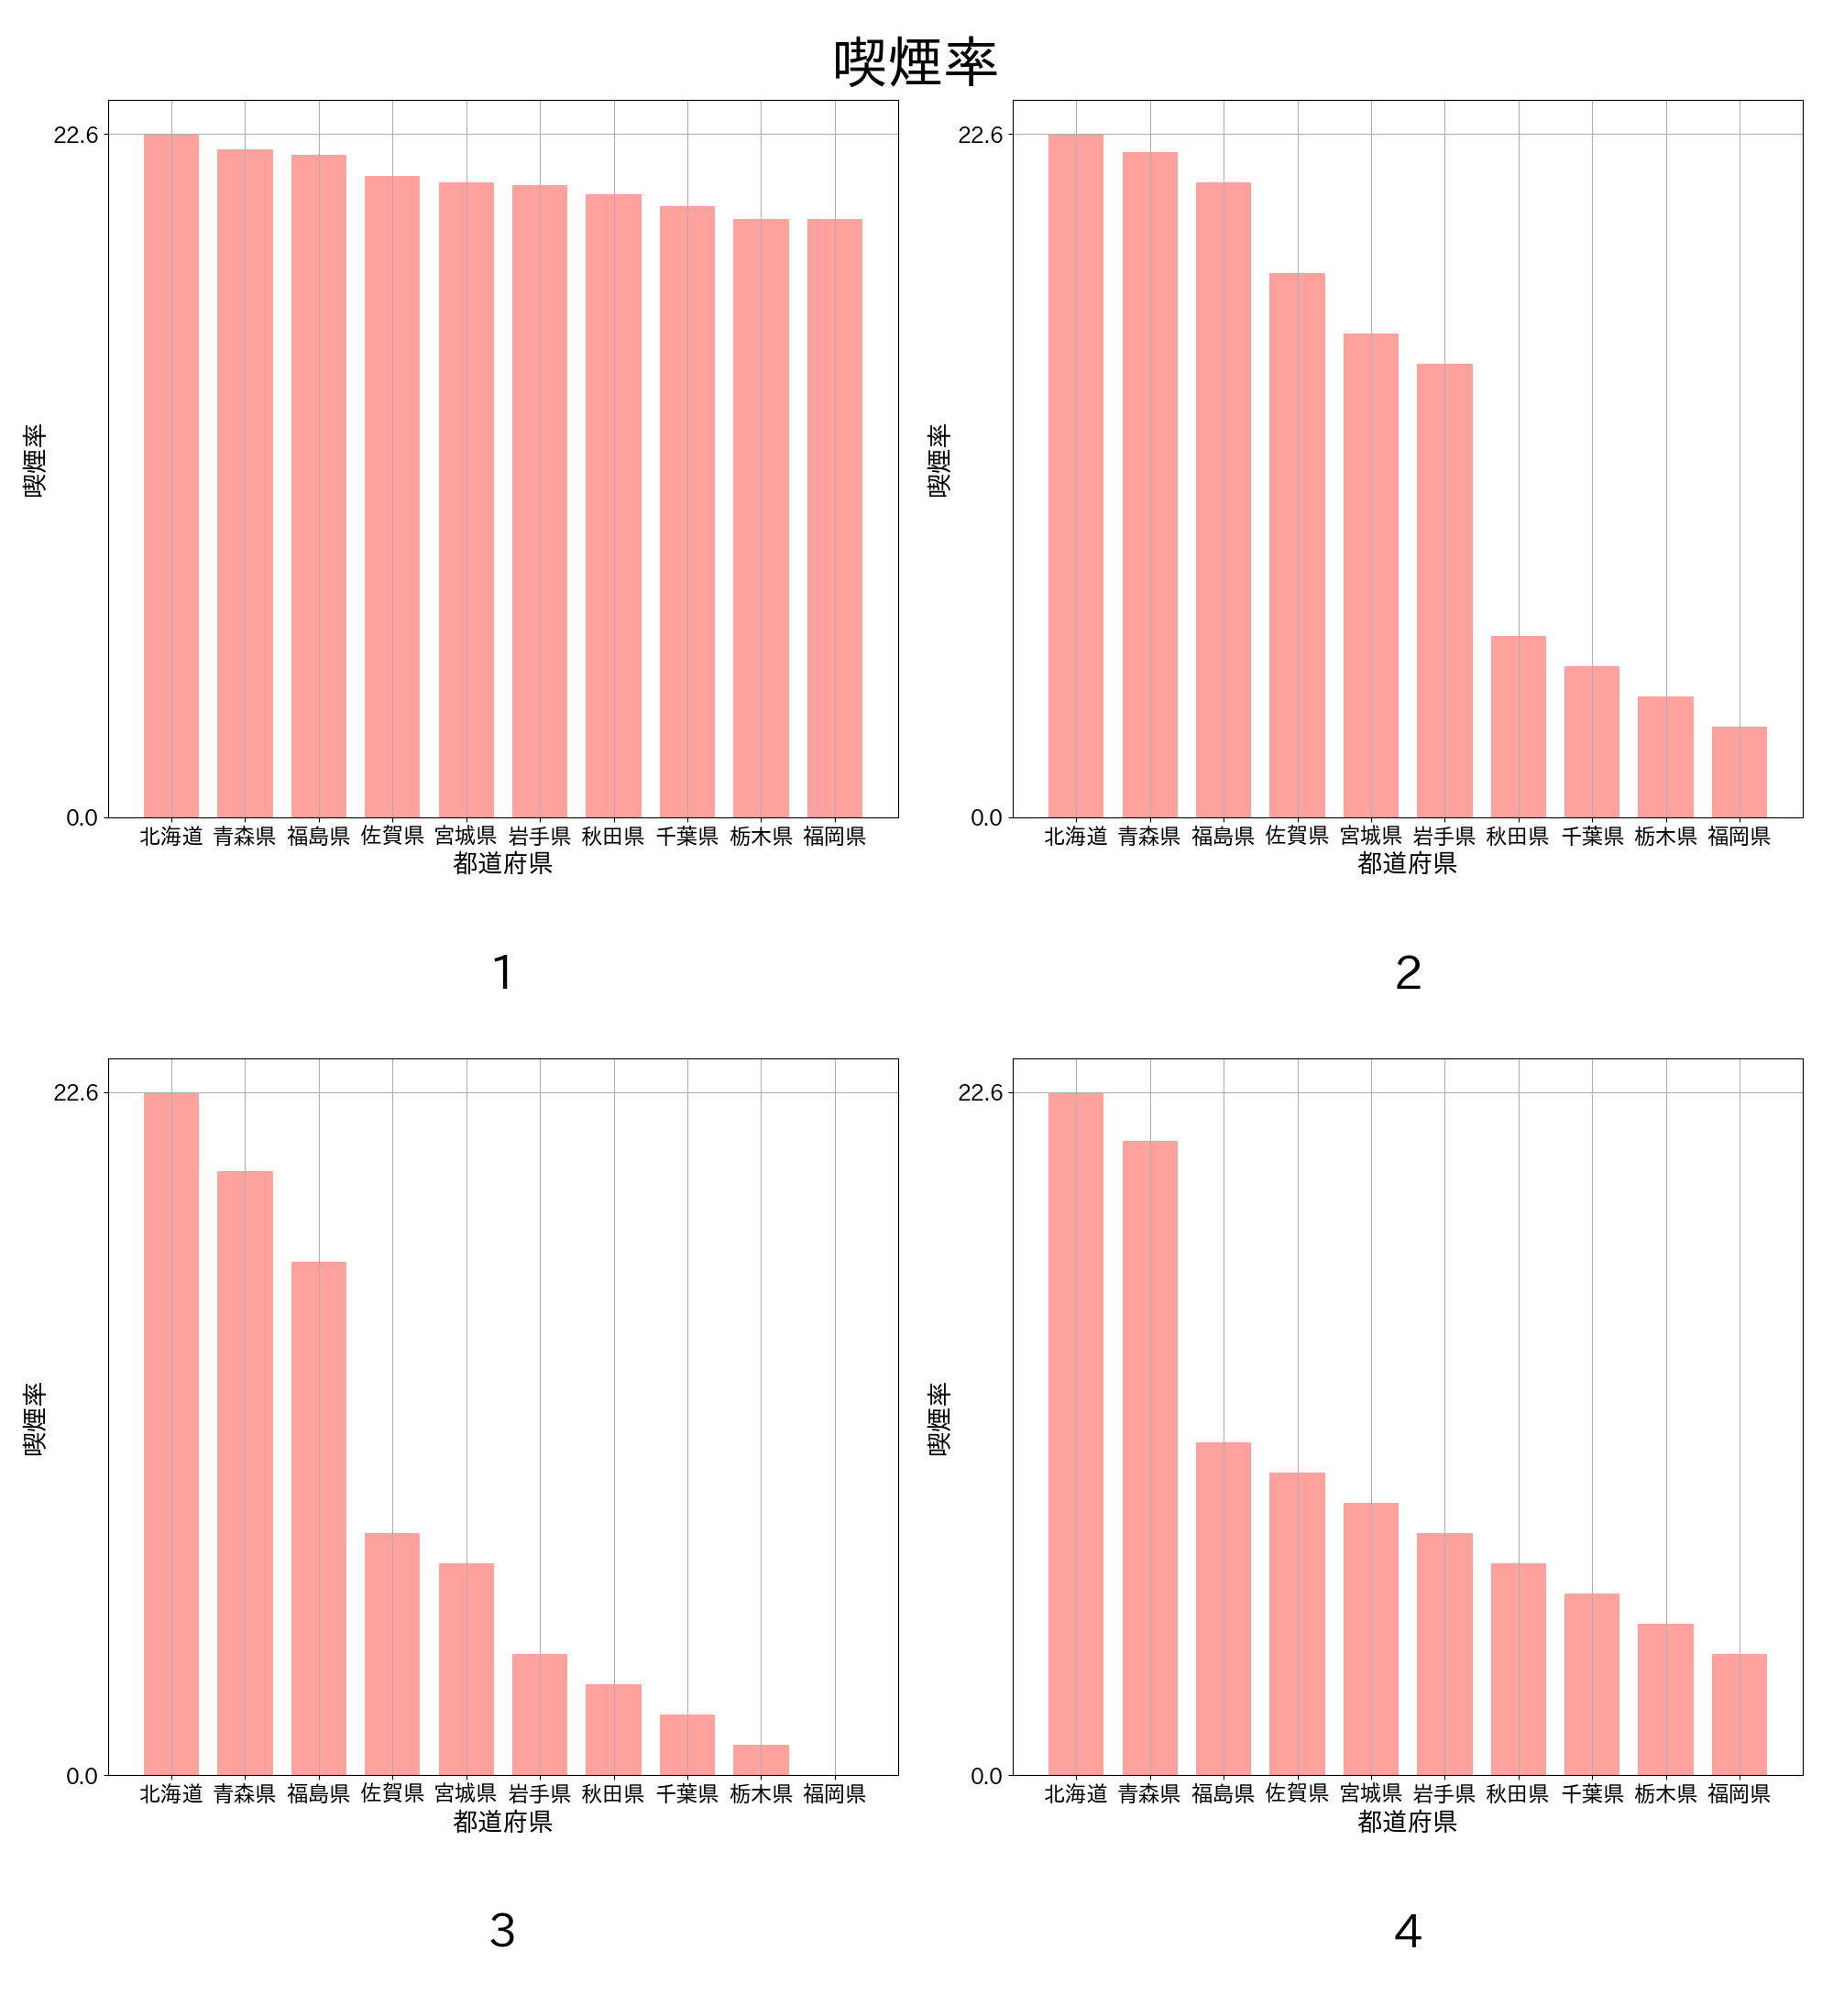 喫煙率
22.6
0.0
喫煙率
北海道 青森県 福島県 佐賀県 宮城県 岩手県 秋田県 千葉県 栃木県 福岡県
都道府県
1
22.6
0.0
喫煙率
北海道 青森県 福島県 佐賀県 宮城県 岩手県 秋田県 千葉県 栃木県 福岡県
都道府県
2
22.6
0.0
喫煙率
北海道 青森県 福島県 佐賀県 宮城県 岩手県 秋田県 千葉県 栃木県 福岡県
都道府県
3
22.6
0.0
喫煙率
北海道 青森県 福島県 佐賀県 宮城県 岩手県 秋田県 千葉県 栃木県 福岡県
都道府県
4